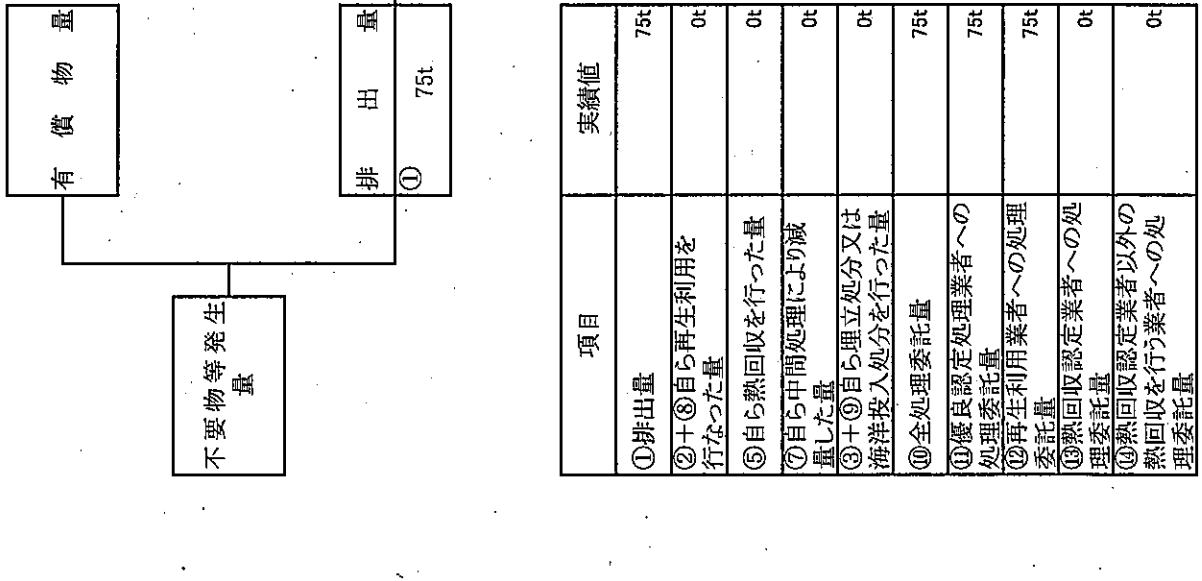 不要物等発生
量
有償物量
排出量
①
75t
項目
実績値
①排出量
75t
②+⑧自ら再生利用を
行なった量
0t
⑤自ら熱回収を行った量
0t
⑦自ら中間処理により減
量した量
0t
③+⑨自ら埋立処分又は
海洋投入処分を行った量
0t
⑩全処理委託量
75t
⑪優良認定処理業者への
処理委託量
75t
⑫再生利用業者への処理
委託量
75t
⑬熱回収認定業者への処
理委託量
0t
⑭熱回収認定業者以外の
熱回収を行う業者への処
理委託量
0t